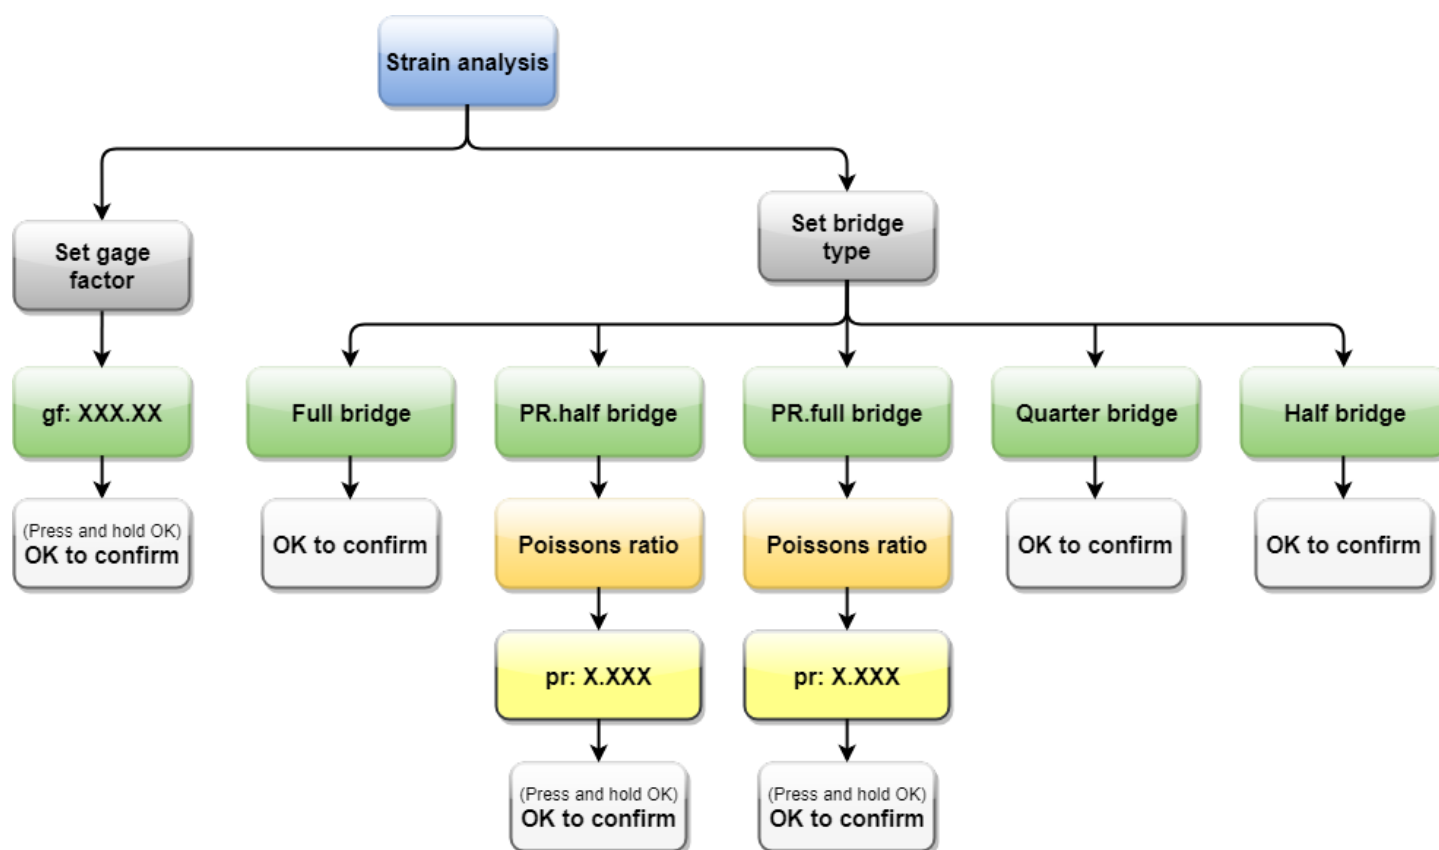 Strain analysis
Set gage
factor
Set bridge
type
gf: XXX.XX
Full bridge
PR.half bridge
PR.full bridge
Quarter bridge
Half bridge
(Press and hold OK)
OK to confirm
OK to confirm
Poissons ratio
Poissons ratio
OK to confirm
OK to confirm
pr: X.XXX
pr: X.XXX
(Press and hold OK)
OK to confirm
(Press and hold OK)
OK to confirm